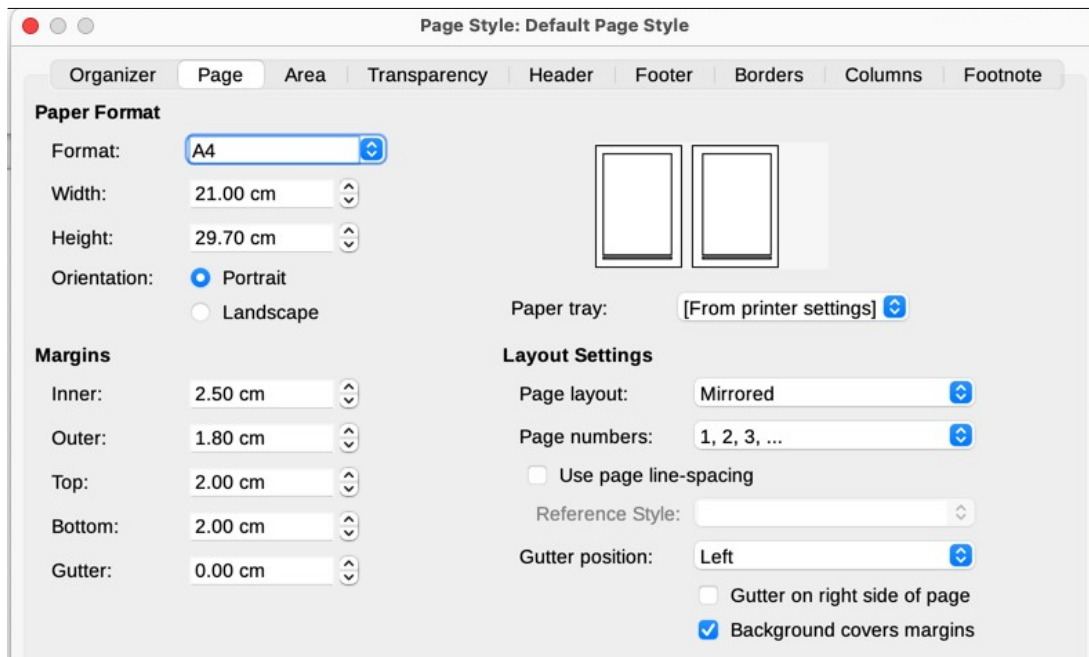 Page Style: Default Page Style
Organizer Page Area Transparency Header Footer Borders Columns Footnote
Paper Format
Format: A4
Width: 21.00 cm
Height: 29.70 cm
Orientation: Portrait
Landscape
Paper tray: [From printer settings]
Margins
Inner: 2.50 cm
Outer: 1.80 cm
Top: 2.00 cm
Bottom: 2.00 cm
Gutter: 0.00 cm
Layout Settings
Page layout: Mirrored
Page numbers: 1, 2, 3, ...
Use page line-spacing
Reference Style:
Gutter position: Left
Gutter on right side of page
Background covers margins